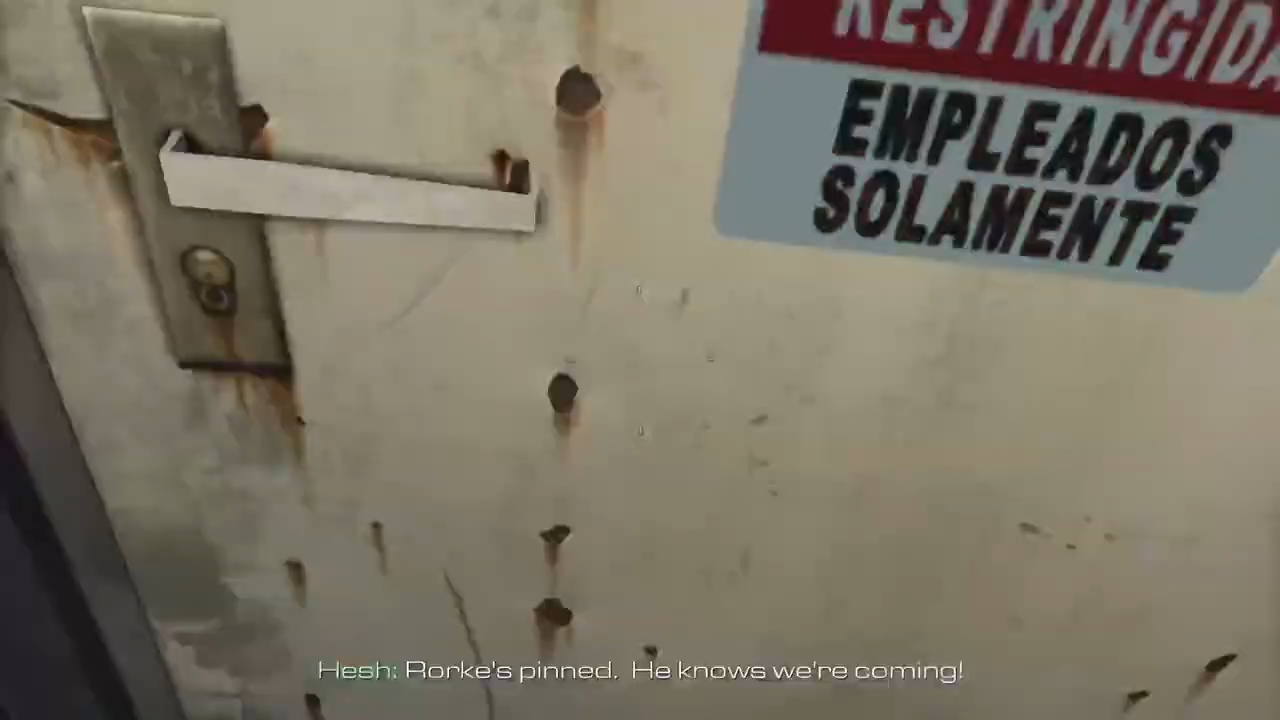 RESTRINGIDA
EMPLEADOS
SOLAMENTE
Hesh: Rorke's pinned. He knows we're coming!